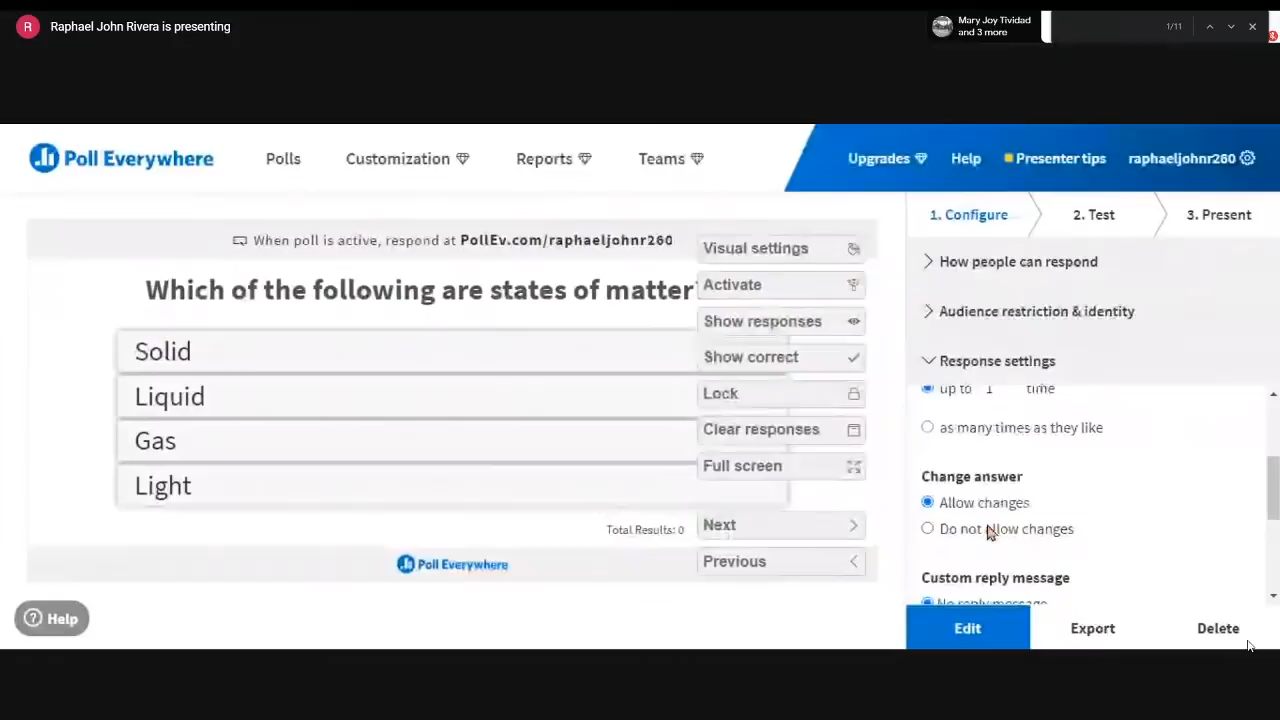 R Raphael John Rivera is presenting
Mary Joy Tividad
and 3 more
1/11
Poll Everywhere
Polls
Customization
Reports
Teams
Upgrades
Help
Presenter tips
raphaeljohnr260
When poll is active, respond at PollEv.com/raphaeljohnr260
Which of the following are states of matter
Solid
Liquid
Gas
Light
Total Results: 0
Poll Everywhere
Visual settings
Activate
Show responses
Show correct
Lock
Clear responses
Full screen
Next
Previous
1. Configure
2. Test
3. Present
How people can respond
Audience restriction & identity
Response settings
up to 1 time
as many times as they like
Change answer
Allow changes
Do not allow changes
Custom reply message
No reply message
Edit
Export
Delete
? Help